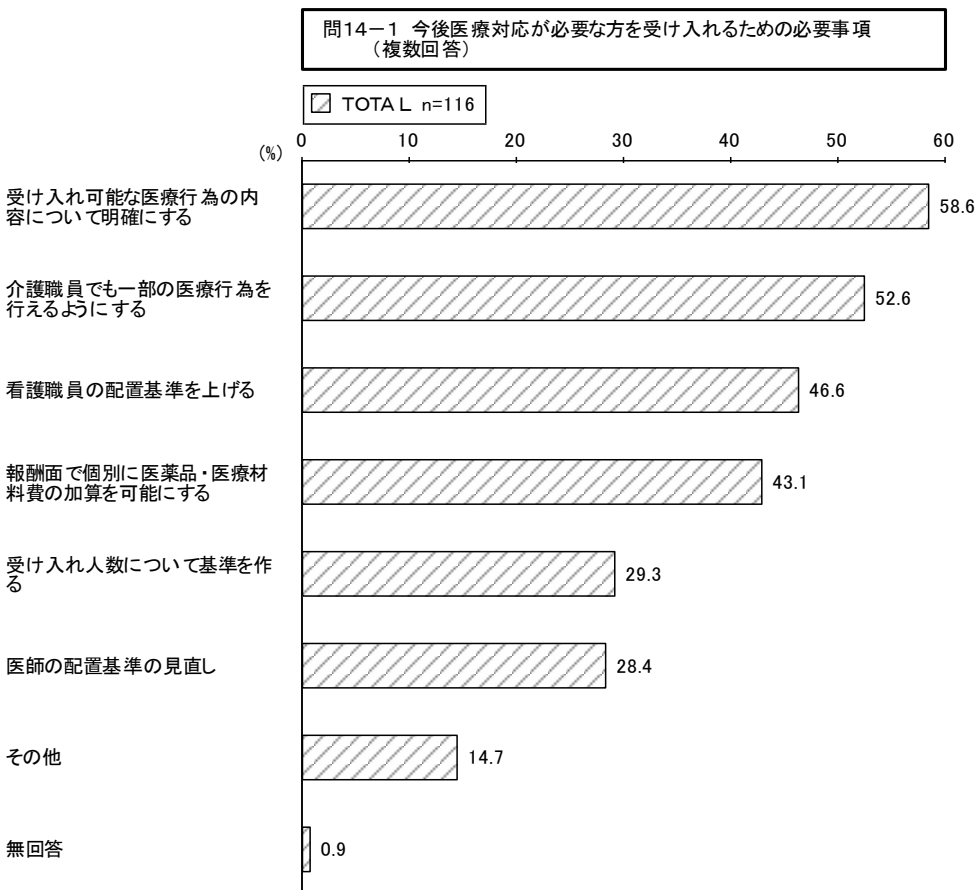 問14－1 今後医療対応が必要な方を受け入れるための必要事項
（複数回答）
TOTAL n=116
(%)
0 10 20 30 40 50 60
受け入れ可能な医療行為の内
容について明確にする
58.6
介護職員でも一部の医療行為を
行えるようにする
52.6
看護職員の配置基準を上げる
46.6
報酬面で個別に医薬品・医療材
料費の加算を可能にする
43.1
受け入れ人数について基準を作
る
29.3
医師の配置基準の見直し
28.4
その他
14.7
無回答
0.9